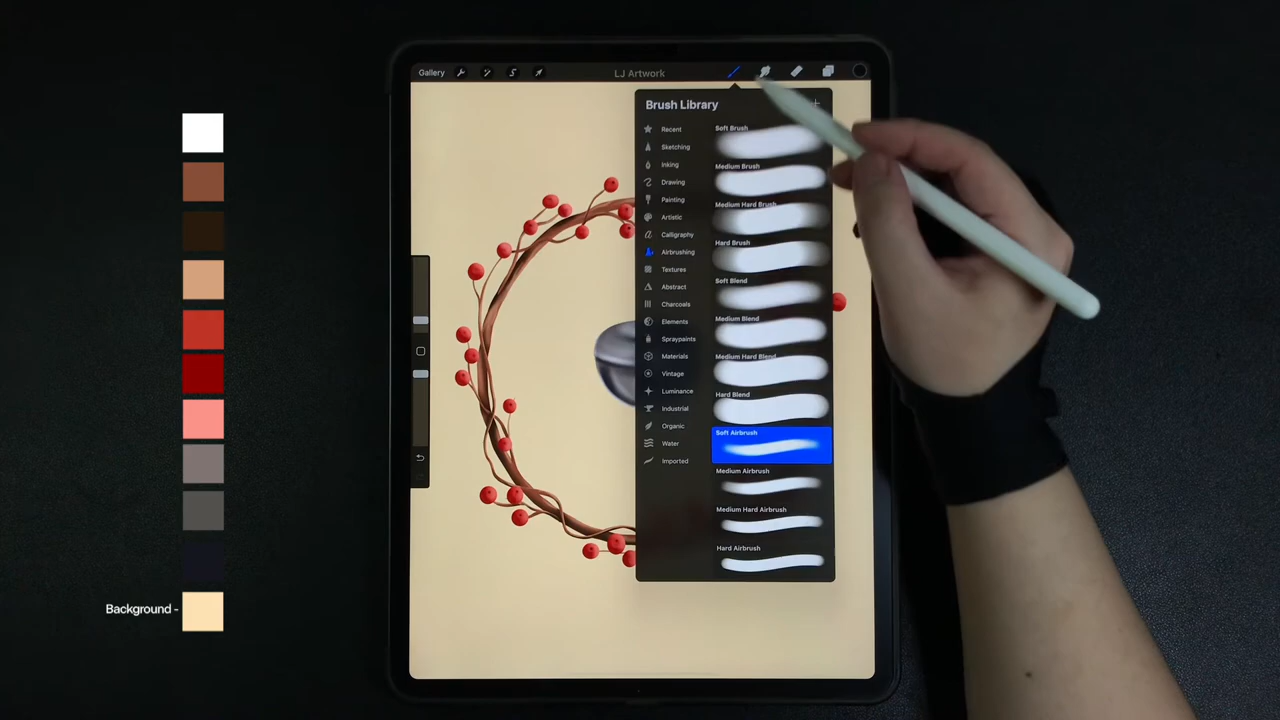 Gallery
LJ Artwork
Brush Library
Recent
Sketching
Inking
Drawing
Painting
Artistic
Calligraphy
Airbrushing
Textures
Abstract
Charcoals
Elements
Spraypaints
Materials
Vintage
Luminance
Industrial
Organic
Water
Imported
Soft Brush
Medium Brush
Medium Hard Brush
Hard Brush
Soft Blend
Medium Blend
Medium Hard Blend
Hard Blend
Soft Airbrush
Medium Airbrush
Medium Hard Airbrush
Hard Airbrush
Background -